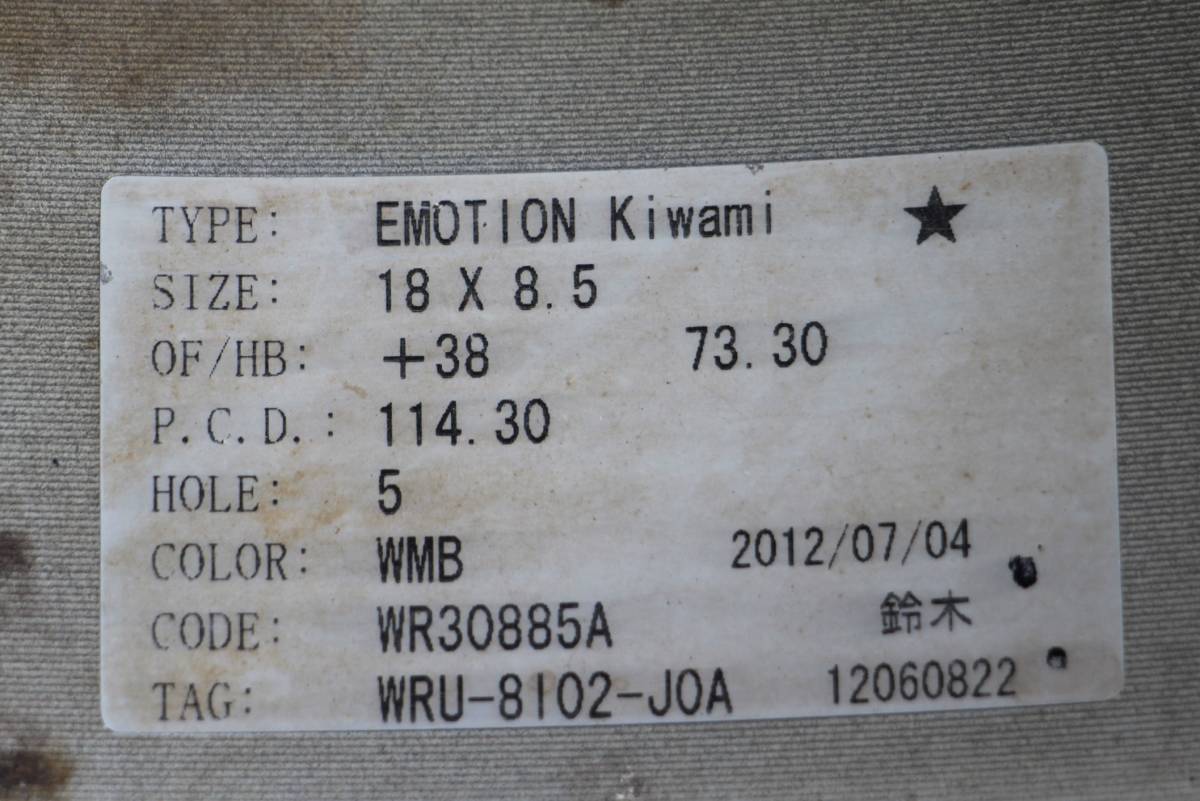 TYPE: EMOTION Kiwami ★
SIZE: 18 X 8.5
OF/HB: +38 73.30
P.C.D.: 114.30
HOLE: 5
COLOR: WMB 2012/07/04
CODE: WR30885A 鈴木
TAG: WRU-8102-J0A 12060822